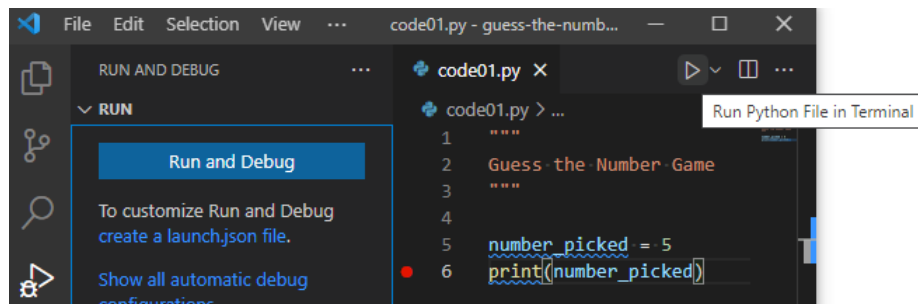 File Edit Selection View ··· code01.py - guess-the-numb...
RUN AND DEBUG ···
RUN
Run and Debug
To customize Run and Debug
create a launch.json file.
Show all automatic debug
configurations
code01.py
Run Python File in Terminal
code01.py > ...
1 """
2 Guess the Number Game
3 """
4
5 number_picked = 5
6 print(number_picked)